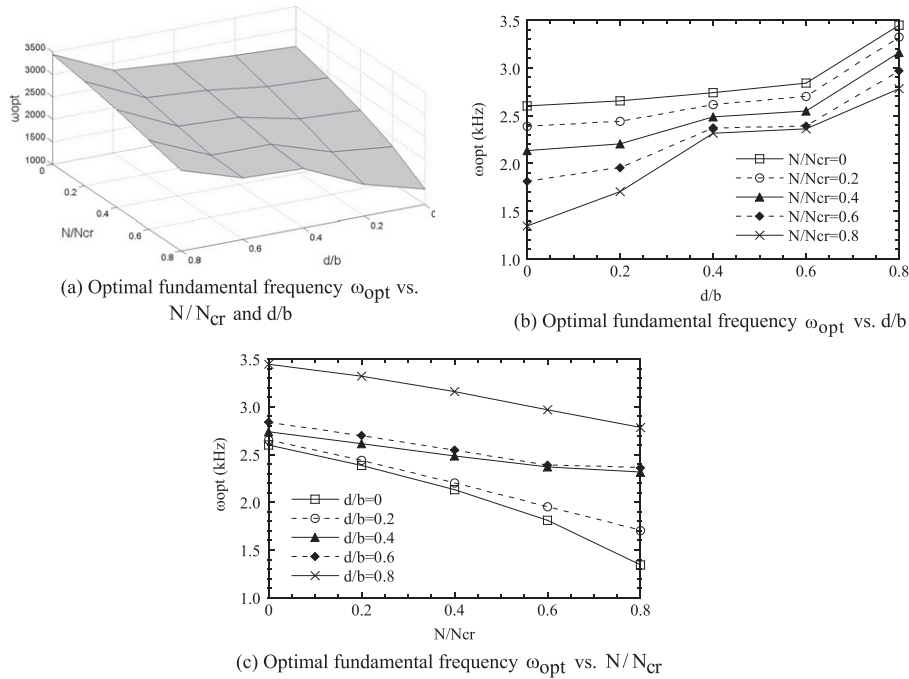 3500
3000
2500
2000
1500
1000
ωopt
0
0.2
0.4
0.6
0.8
N/Ncr
0.8
0.6
0.4
0.2
d/b
(a) Optimal fundamental frequency ωopt vs.
N/Ncr and d/b
3.5
3.0
2.5
2.0
1.5
1.0
ωopt (kHz)
N/Ncr=0
N/Ncr=0.2
N/Ncr=0.4
N/Ncr=0.6
N/Ncr=0.8
0 0.2 0.4 0.6 0.8
d/b
(b) Optimal fundamental frequency ωopt vs. d/b
3.5
3.0
2.5
2.0
1.5
1.0
ωopt (kHz)
d/b=0
d/b=0.2
d/b=0.4
d/b=0.6
d/b=0.8
0 0.2 0.4 0.6 0.8
N/Ncr
(c) Optimal fundamental frequency ωopt vs. N/Ncr